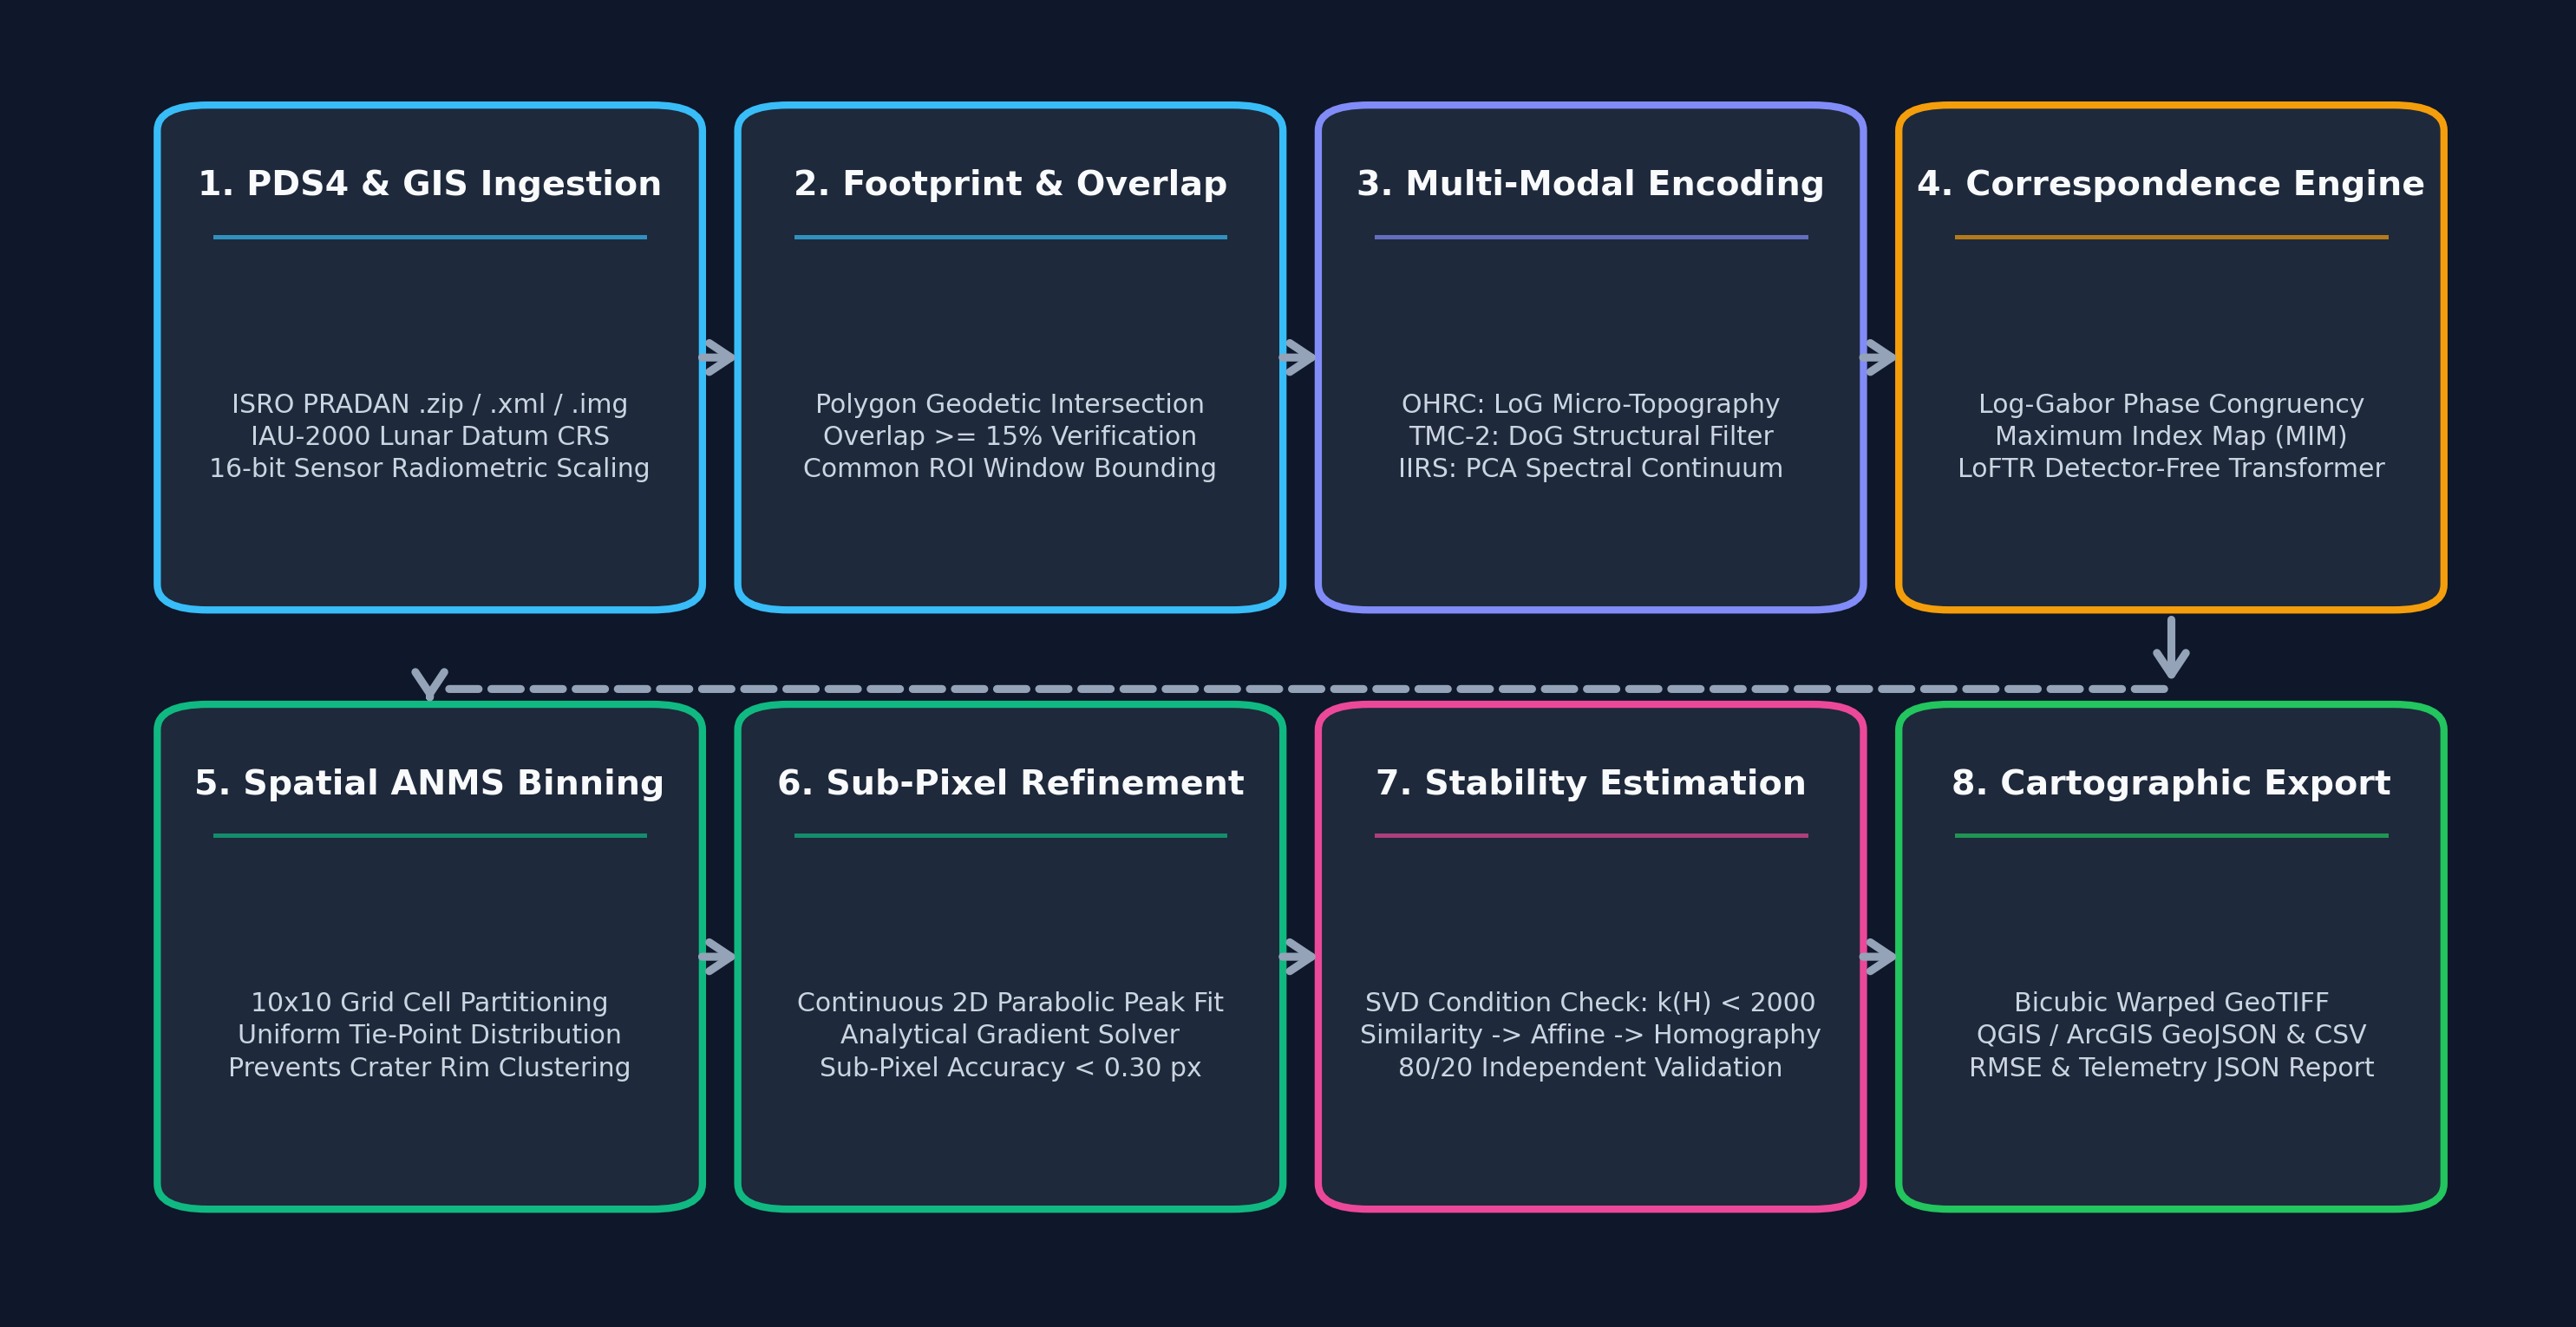 1. PDS4 & GIS Ingestion
ISRO PRADAN .zip / .xml / .img
IAU-2000 Lunar Datum CRS
16-bit Sensor Radiometric Scaling
2. Footprint & Overlap
Polygon Geodetic Intersection
Overlap >= 15% Verification
Common ROI Window Bounding
3. Multi-Modal Encoding
OHRC: LoG Micro-Topography
TMC-2: DoG Structural Filter
IIRS: PCA Spectral Continuum
4. Correspondence Engine
Log-Gabor Phase Congruency
Maximum Index Map (MIM)
LoFTR Detector-Free Transformer
5. Spatial ANMS Binning
10x10 Grid Cell Partitioning
Uniform Tie-Point Distribution
Prevents Crater Rim Clustering
6. Sub-Pixel Refinement
Continuous 2D Parabolic Peak Fit
Analytical Gradient Solver
Sub-Pixel Accuracy < 0.30 px
7. Stability Estimation
SVD Condition Check: k(H) < 2000
Similarity -> Affine -> Homography
80/20 Independent Validation
8. Cartographic Export
Bicubic Warped GeoTIFF
QGIS / ArcGIS GeoJSON & CSV
RMSE & Telemetry JSON Report